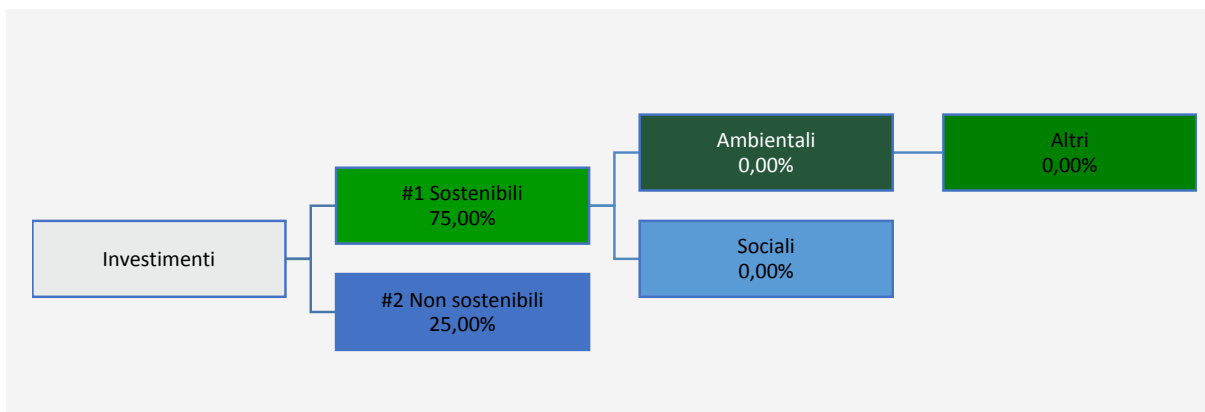 Investimenti
#1 Sostenibili
75,00%
#2 Non sostenibili
25,00%
Ambientali
0,00%
Sociali
0,00%
Altri
0,00%